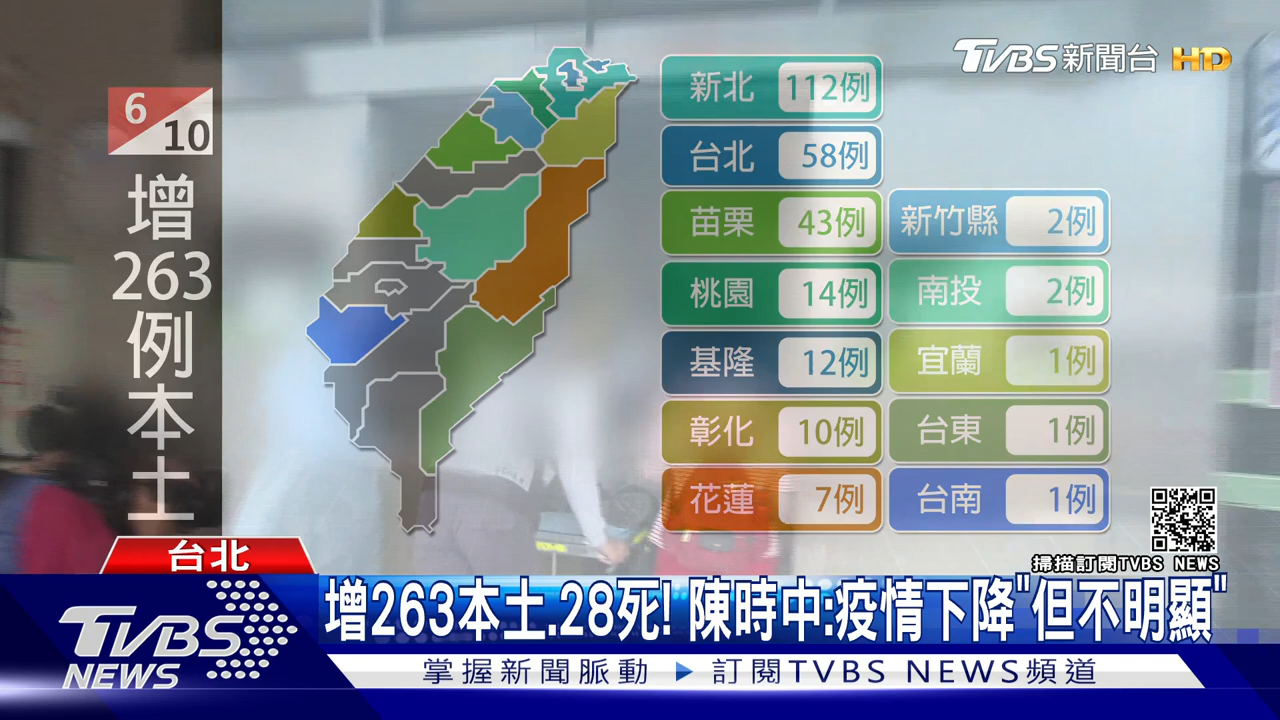 TVBS新聞台 HD
6
10
增
263
例
本
土
新北 112例
台北 58例
苗栗 43例
新竹縣 2例
桃園 14例
南投 2例
基隆 12例
宜蘭 1例
彰化 10例
台東 1例
花蓮 7例
台南 1例
掃描訂閱TVBS NEWS
台北
增263本土.28死! 陳時中:疫情下降"但不明顯"
TVBS
NEWS
掌握新聞脈動 ▶ 訂閱TVBS NEWS頻道